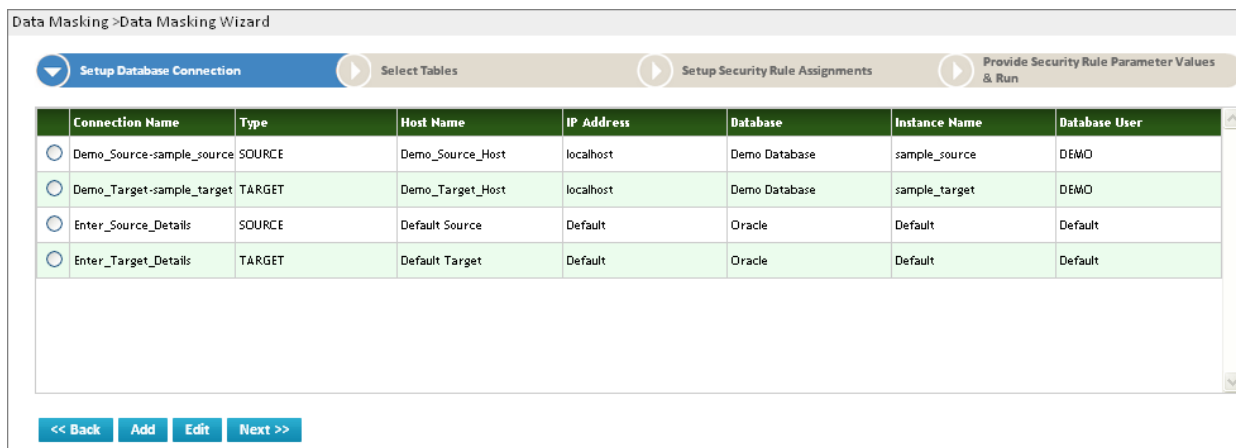 Data Masking >Data Masking Wizard
Setup Database Connection
Select Tables
Setup Security Rule Assignments
Provide Security Rule Parameter Values
& Run
Connection Name Type Host Name IP Address Database Instance Name Database User
Demo_Source-sample_source SOURCE Demo_Source_Host localhost Demo Database sample_source DEMO
Demo_Target-sample_target TARGET Demo_Target_Host localhost Demo Database sample_target DEMO
Enter_Source_Details SOURCE Default Source Default Oracle Default Default
Enter_Target_Details TARGET Default Target Default Oracle Default Default
<< Back Add Edit Next >>